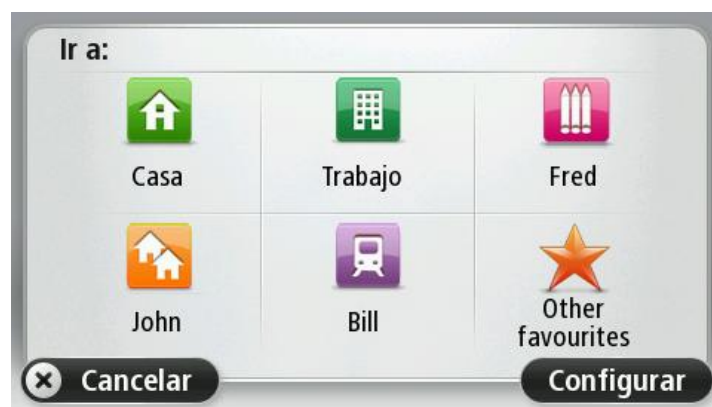 Ir a:
Casa
Trabajo
Fred
John
Bill
Other
favourites
Cancelar
Configurar